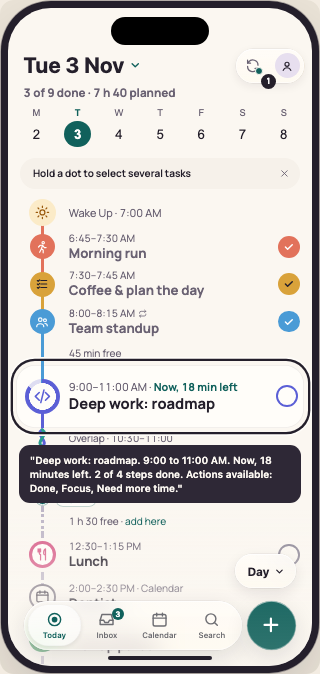 Tue 3 Nov
1
3 of 9 done · 7 h 40 planned
M T W T F S S
2 3 4 5 6 7 8
Hold a dot to select several tasks
Wake Up · 7:00 AM
6:45–7:30 AM
Morning run
7:30–7:45 AM
Coffee & plan the day
8:00–8:15 AM
Team standup
45 min free
9:00–11:00 AM · Now, 18 min left
Deep work: roadmap
Overlap · 10:30–11:00
"Deep work: roadmap. 9:00 to 11:00 AM. Now, 18
minutes left. 2 of 4 steps done. Actions available:
Done, Focus, Need more time."
1 h 30 free · add here
12:30–1:15 PM
Lunch
Day
2:00–2:30 PM · Calendar
Dentist
3
Today Inbox Calendar Search